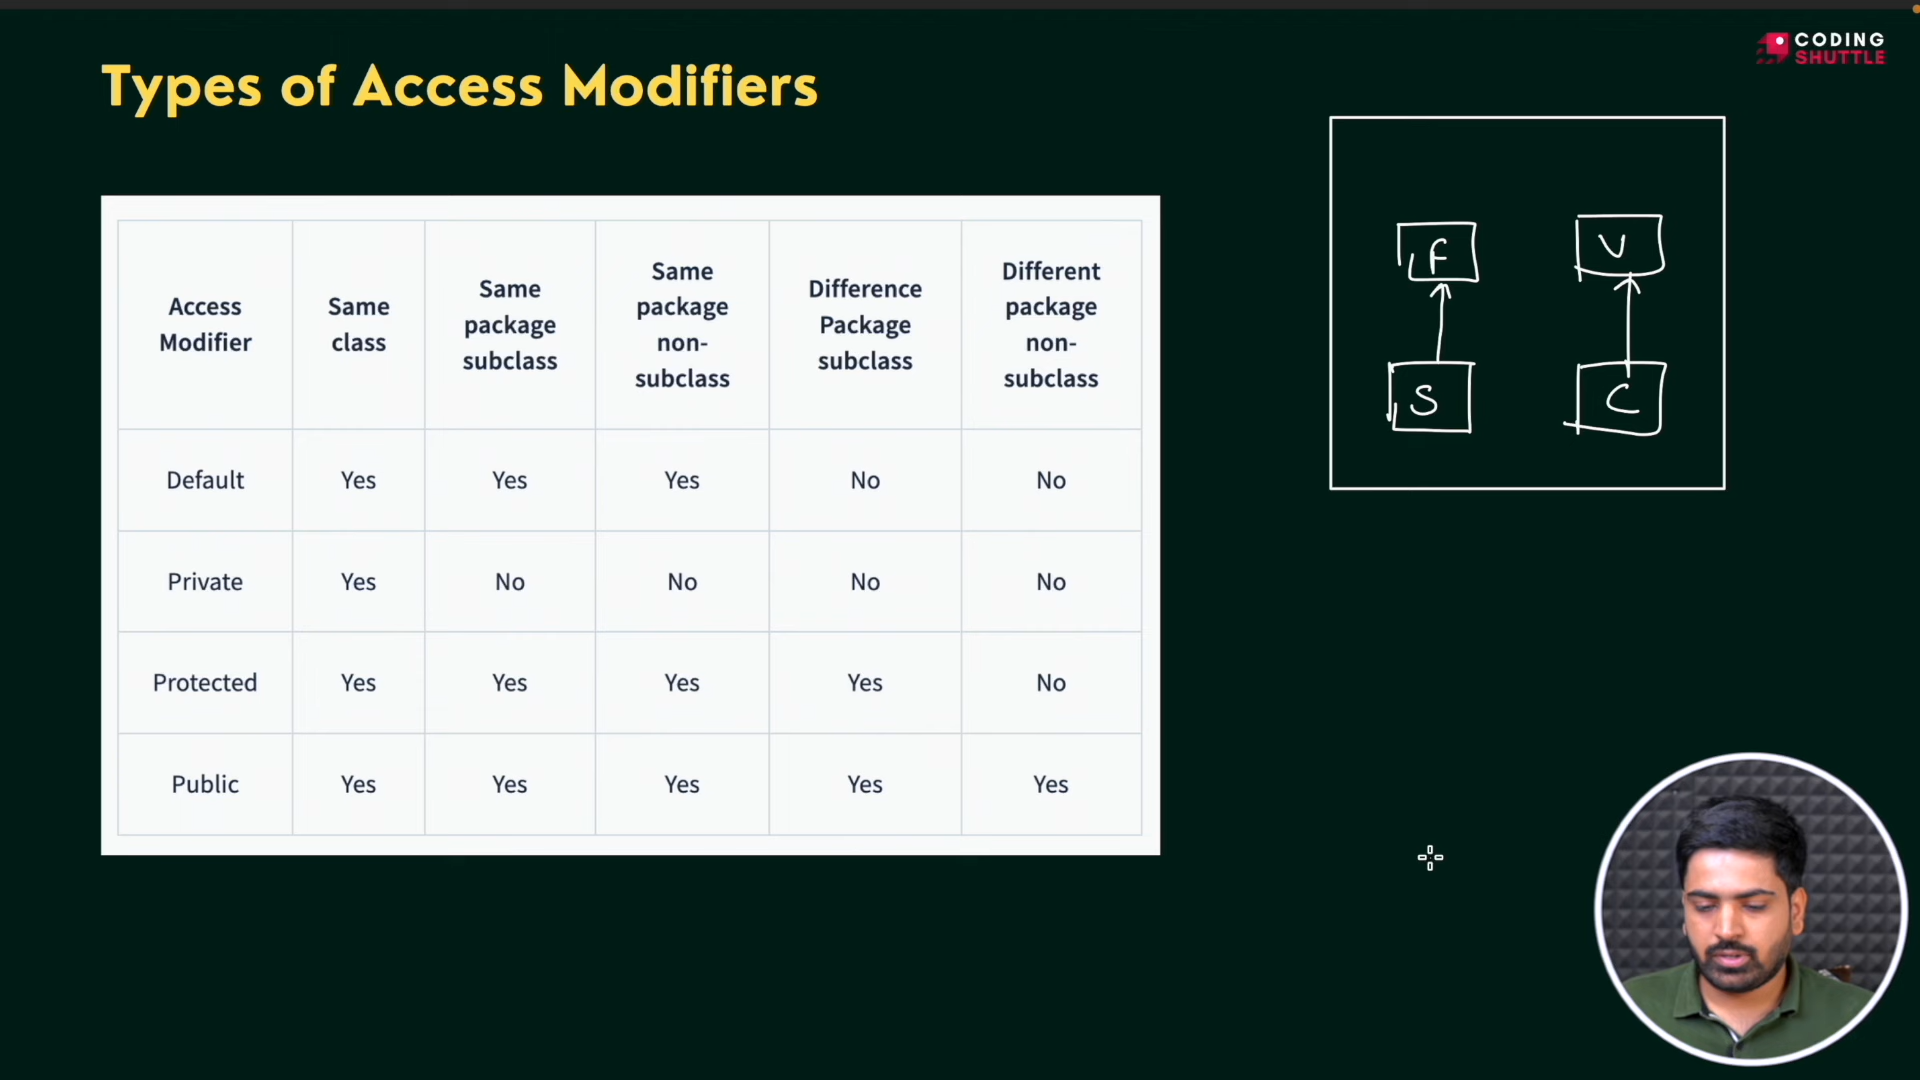 CODING
SHUTTLE
Types of Access Modifiers
Access Modifier
Same class
Same package subclass
Same package non-subclass
Difference Package subclass
Different package non-subclass
Default Yes Yes Yes No No
Private Yes No No No No
Protected Yes Yes Yes Yes No
Public Yes Yes Yes Yes Yes
F V
S C